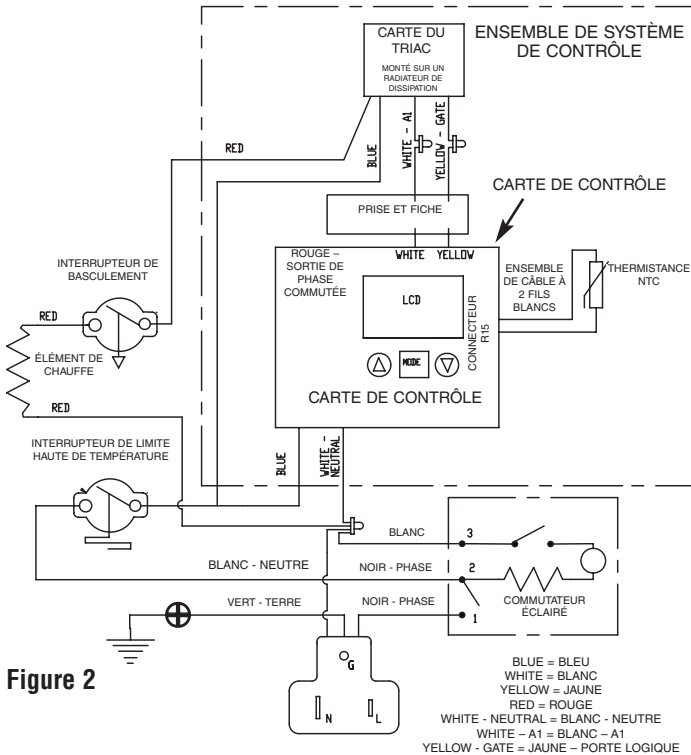 CARTE DU
TRIAC
MONTÉ SUR UN
RADIATEUR DE
DISSIPATION
ENSEMBLE DE SYSTÈME
DE CONTRÔLE
RED
BLUE
WHITE - A1
YELLOW - GATE
CARTE DE CONTRÔLE
PRISE ET FICHE
INTERRUPTEUR DE
BASCULEMENT
ROUGE –
SORTIE DE
PHASE
COMMUTÉE
WHITE
YELLOW
LCD
MODE
CONNECTEUR
R15
CARTE DE CONTRÔLE
ENSEMBLE
DE CÂBLE À
2 FILS
BLANCS
THERMISTANCE
NTC
RED
ÉLÉMENT DE
CHAUFFE
RED
INTERRUPTEUR DE LIMITE
HAUTE DE TEMPÉRATURE
BLUE
WHITE -
NEUTRAL
BLANC
3
BLANC - NEUTRE
NOIR - PHASE
2
COMMUTATEUR
ÉCLAIRÉ
VERT - TERRE
NOIR - PHASE
1
G
N
L
Figure 2
BLUE = BLEU
WHITE = BLANC
YELLOW = JAUNE
RED = ROUGE
WHITE - NEUTRAL = BLANC - NEUTRE
WHITE – A1 = BLANC – A1
YELLOW - GATE = JAUNE – PORTE LOGIQUE